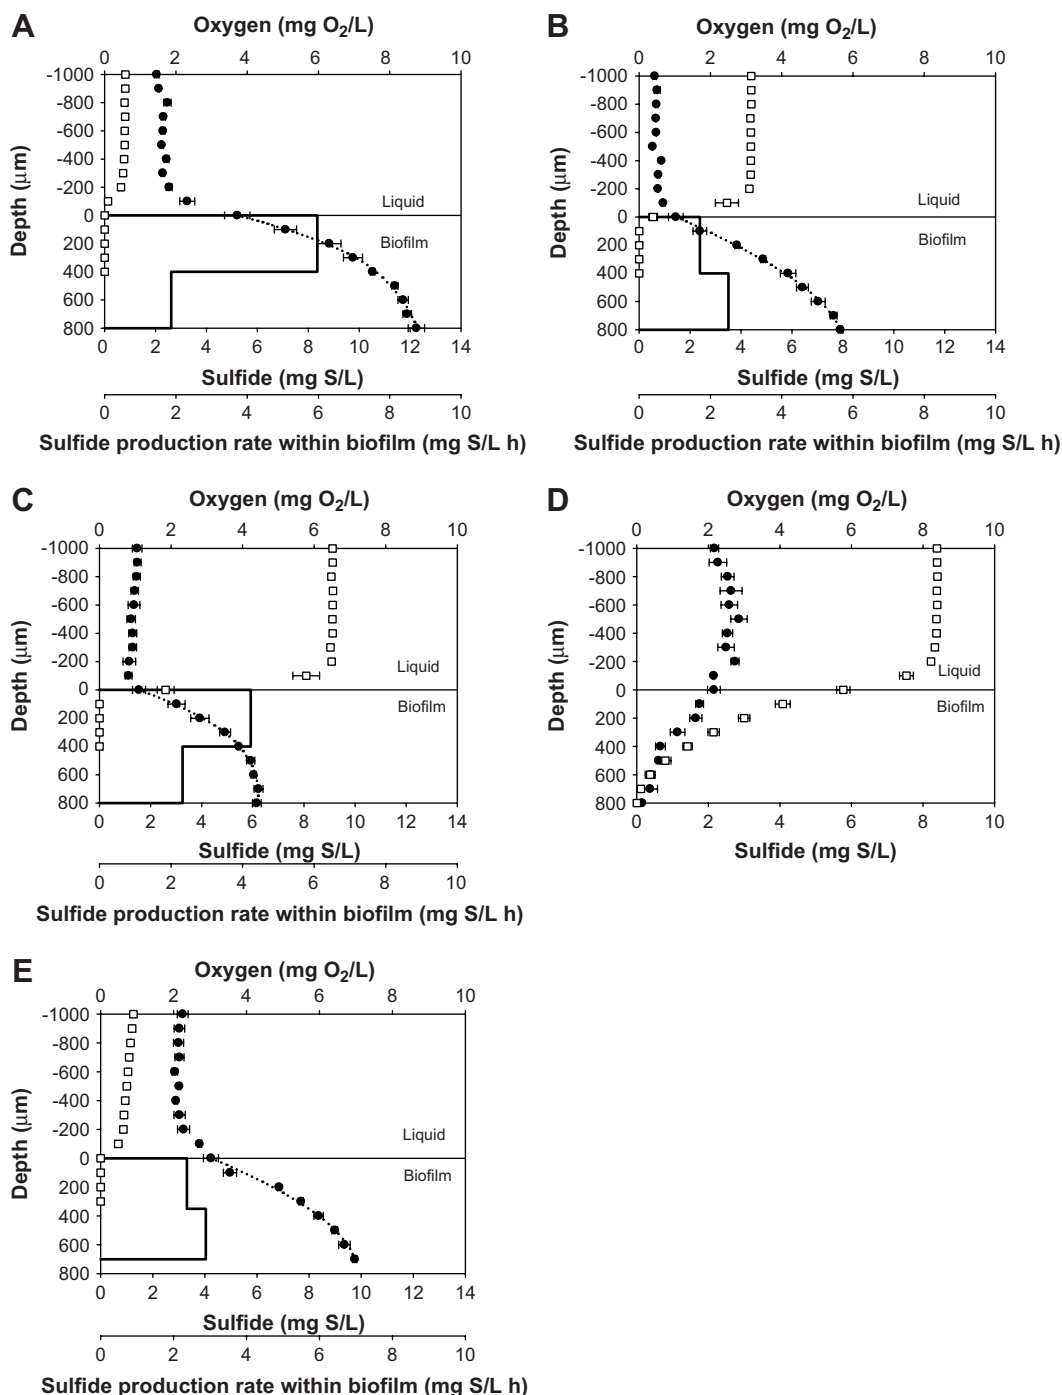 A
Oxygen (mg O2/L)
0 2 4 6 8 10
-1000
-800
-600
-400
-200
0
200
400
600
800
Depth (μm)
Liquid
Biofilm
0 2 4 6 8 10 12 14
Sulfide (mg S/L)
0 2 4 6 8 10
Sulfide production rate within biofilm (mg S/L h)
B
Oxygen (mg O2/L)
0 2 4 6 8 10
-1000
-800
-600
-400
-200
0
200
400
600
800
Depth (μm)
Liquid
Biofilm
0 2 4 6 8 10 12 14
Sulfide (mg S/L)
0 2 4 6 8 10
Sulfide production rate within biofilm (mg S/L h)
C
Oxygen (mg O2/L)
0 2 4 6 8 10
-1000
-800
-600
-400
-200
0
200
400
600
800
Depth (μm)
Liquid
Biofilm
0 2 4 6 8 10 12 14
Sulfide (mg S/L)
0 2 4 6 8 10
Sulfide production rate within biofilm (mg S/L h)
D
Oxygen (mg O2/L)
0 2 4 6 8 10
-1000
-800
-600
-400
-200
0
200
400
600
800
Depth (μm)
Liquid
Biofilm
0 2 4 6 8 10
Sulfide (mg S/L)
E
Oxygen (mg O2/L)
0 2 4 6 8 10
-1000
-800
-600
-400
-200
0
200
400
600
800
Depth (μm)
Liquid
Biofilm
0 2 4 6 8 10 12 14
Sulfide (mg S/L)
0 2 4 6 8 10
Sulfide production rate within biofilm (mg S/L h)